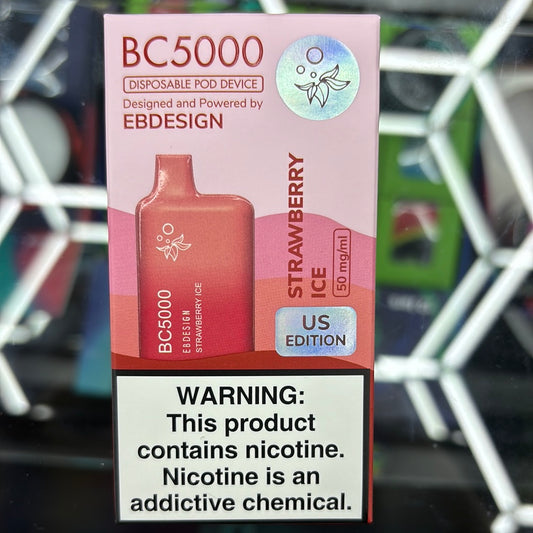 BC5000
DISPOSABLE POD DEVICE
Designed and Powered by
EBDESIGN
STRAWBERRY
ICE
50 mg/ml
BC5000
EBDESIGN
STRAWBERRY ICE
US
EDITION
WARNING:
This product
contains nicotine.
Nicotine is an
addictive chemical.